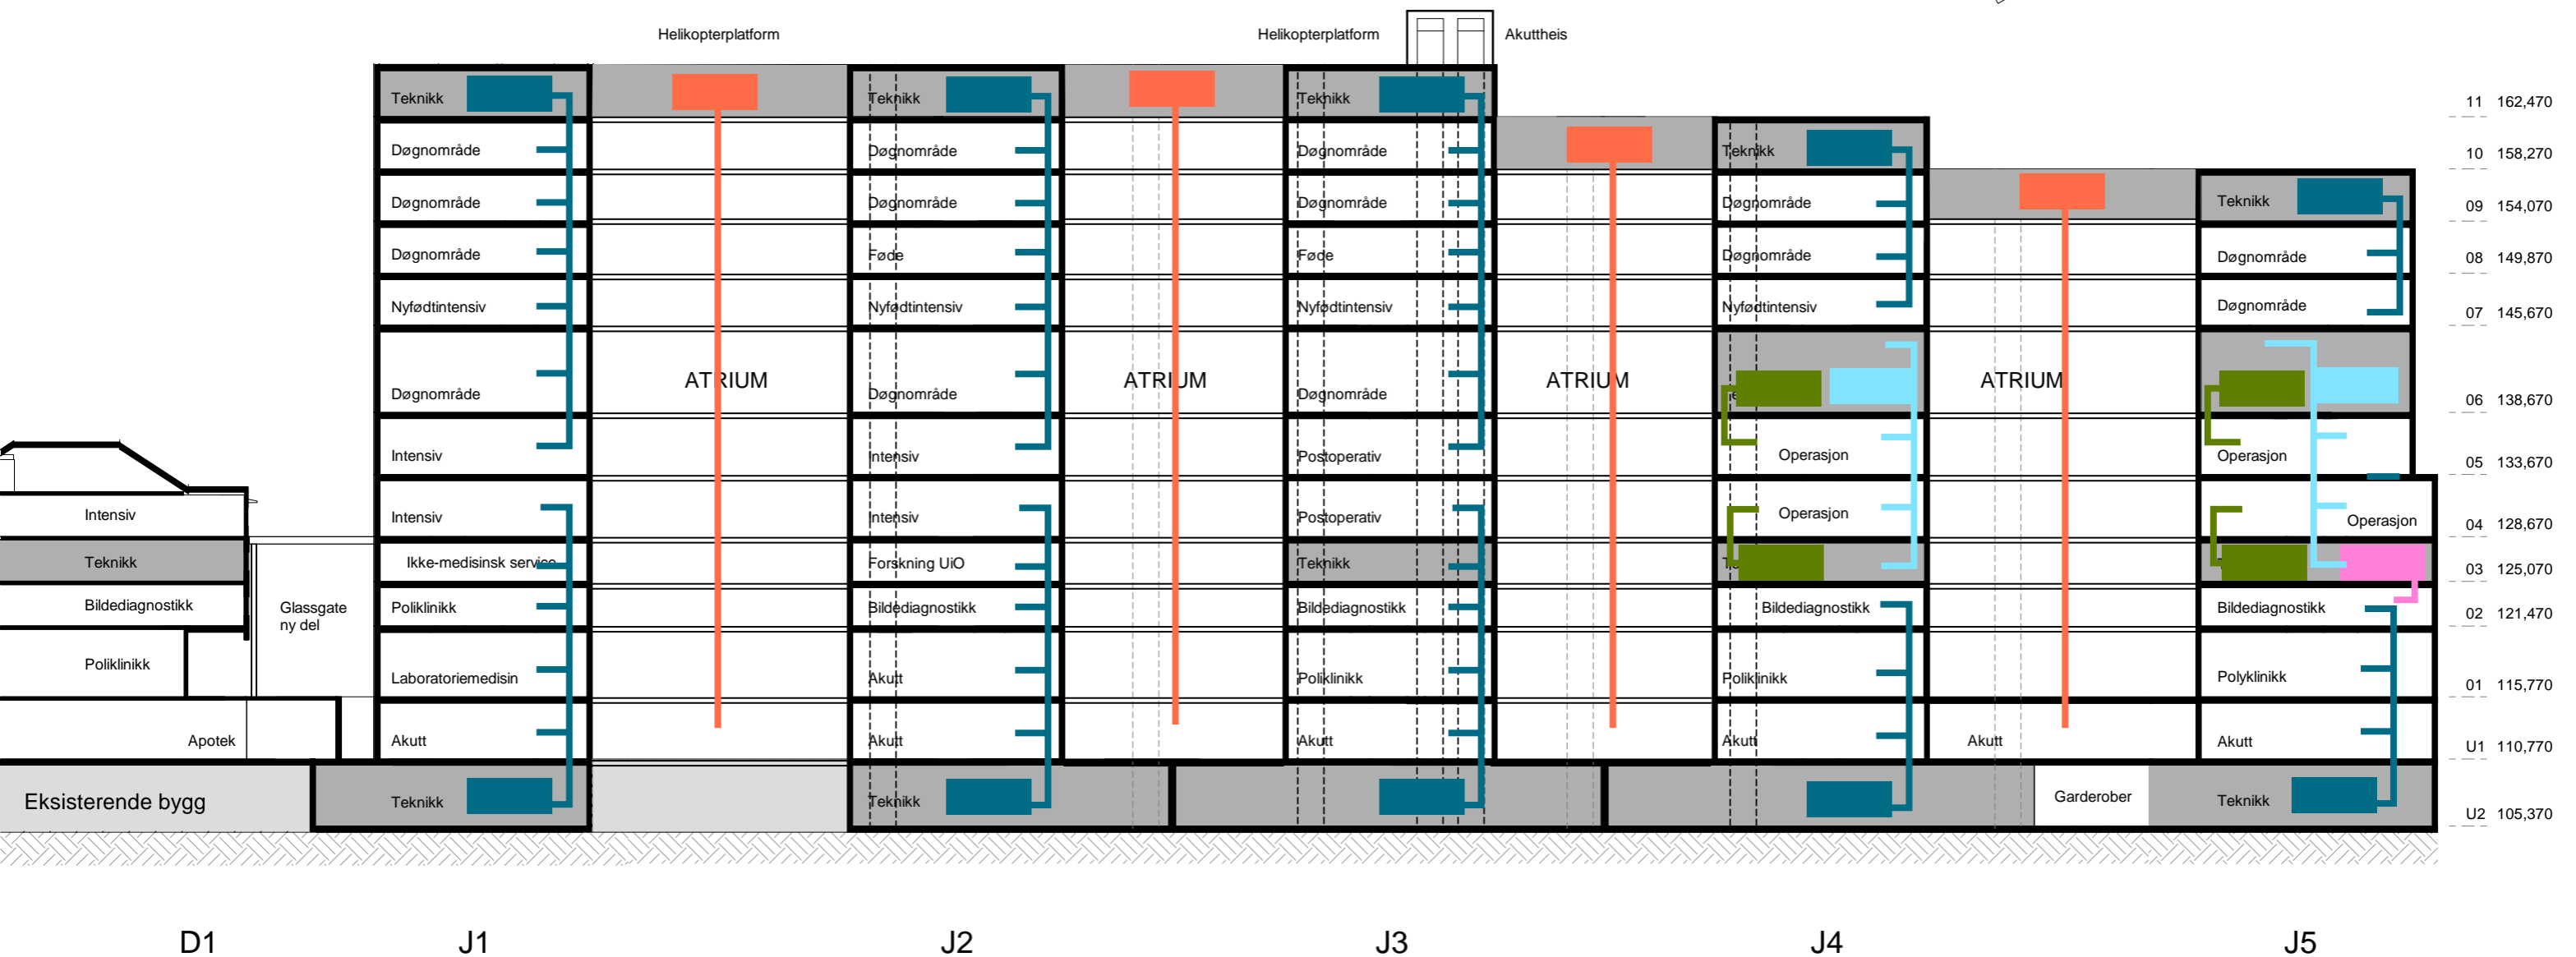 Helikopterplatform Helikopterplatform Akuttheis
Teknikk Teknikk Teknikk 11 162,470
Døgnområde Døgnområde Døgnområde Teknikk 10 158,270
Døgnområde Døgnområde Døgnområde Døgnområde Teknikk 09 154,070
Døgnområde Føde Føde Døgnområde Døgnområde 08 149,870
Nyfødtintensiv Nyfødtintensiv Nyfødtintensiv Nyfødtintensiv Døgnområde 07 145,670
ATRIUM ATRIUM ATRIUM ATRIUM
Døgnområde Døgnområde Døgnområde 06 138,670
Intensiv Intensiv Postoperativ Operasjon Operasjon 05 133,670
Intensiv Intensiv Intensiv Postoperativ Operasjon Operasjon 04 128,670
Teknikk Ikke-medisinsk service Forskning UiO Teknikk 03 125,070
Bildediagnostikk Glassgate Poliklinikk Bildediagnostikk Bildediagnostikk Bildediagnostikk Bildediagnostikk 02 121,470
ny del
Poliklinikk Laboratoriemedisin Akutt Poliklinikk Poliklinikk Polyklinikk 01 115,770
Apotek Akutt Akutt Akutt Akutt Akutt Akutt U1 110,770
Eksisterende bygg Teknikk Teknikk Garderober Teknikk U2 105,370
D1 J1 J2 J3 J4 J5